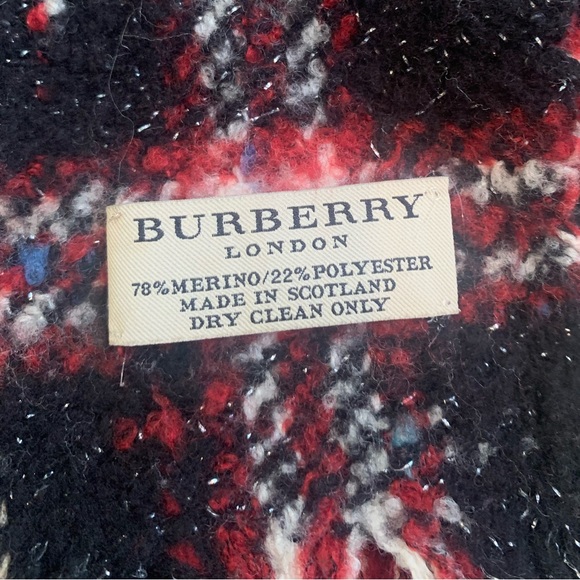 BURBERRY
LONDON
78%MERINO/22%POLYESTER
MADE IN SCOTLAND
DRY CLEAN ONLY